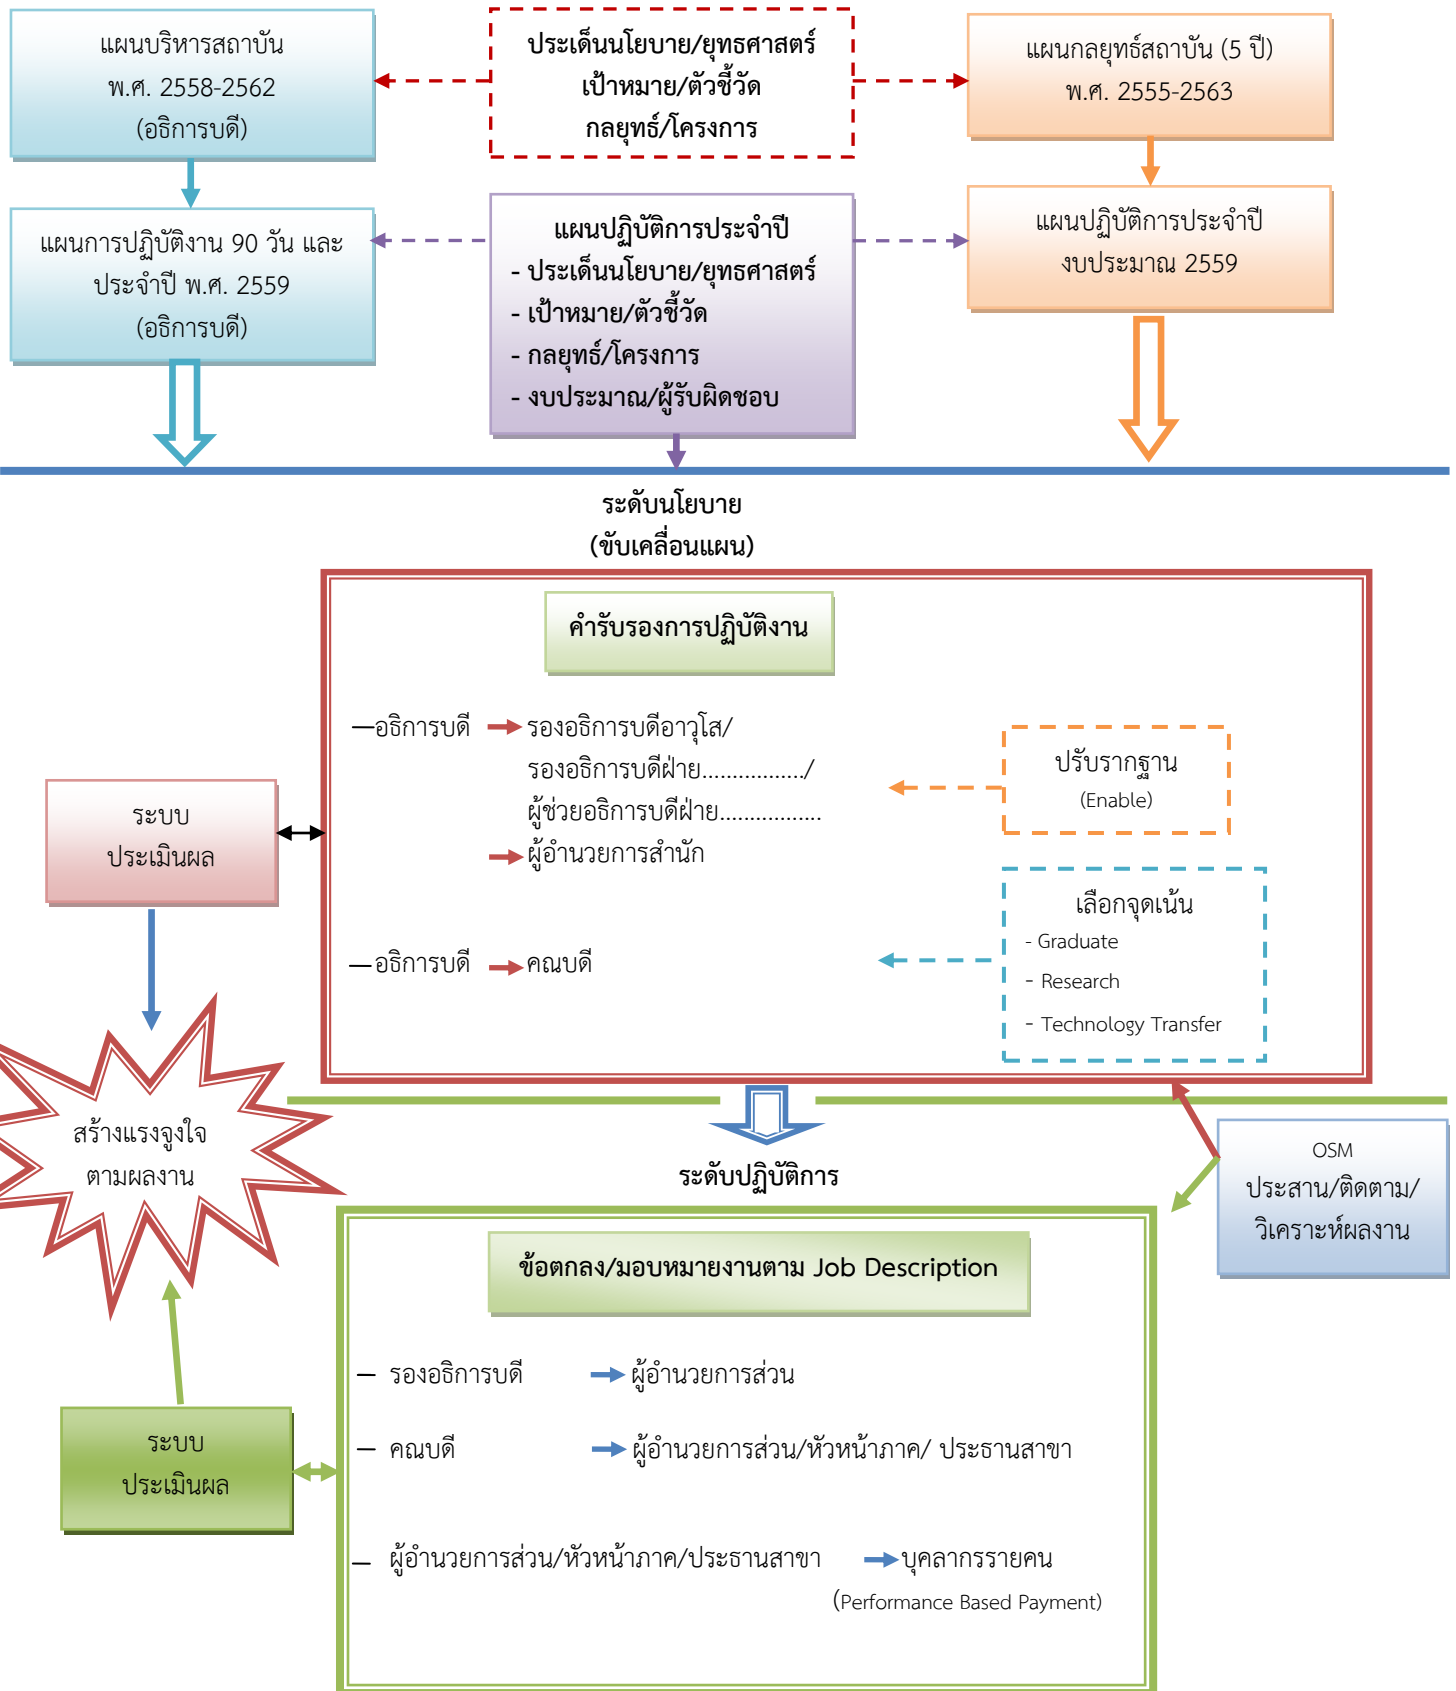 แผนบริหารสถาบัน
พ.ศ. 2558-2562
(อธิการบดี)
ประเด็นนโยบาย/ยุทธศาสตร์
เป้าหมาย/ตัวชี้วัด
กลยุทธ์/โครงการ
แผนกลยุทธ์สถาบัน (5 ปี)
พ.ศ. 2555-2563
แผนการปฏิบัติงาน 90 วัน และ
ประจำปี พ.ศ. 2559
(อธิการบดี)
แผนปฏิบัติการประจำปี
- ประเด็นนโยบาย/ยุทธศาสตร์
- เป้าหมาย/ตัวชี้วัด
- กลยุทธ์/โครงการ
- งบประมาณ/ผู้รับผิดชอบ
แผนปฏิบัติการประจำปี
งบประมาณ 2559
ระดับนโยบาย
(ขับเคลื่อนแผน)
คำรับรองการปฏิบัติงาน
—อธิการบดี
รองอธิการบดีอาวุโส/
รองอธิการบดีฝ่าย................./
ผู้ช่วยอธิการบดีฝ่าย.................
ผู้อำนวยการสำนัก
ปรับรากฐาน
(Enable)
ระบบ
ประเมินผล
เลือกจุดเน้น
- Graduate
- Research
- Technology Transfer
—อธิการบดี
คณบดี
สร้างแรงจูงใจ
ตามผลงาน
OSM
ประสาน/ติดตาม/
วิเคราะห์ผลงาน
ระดับปฏิบัติการ
ข้อตกลง/มอบหมายงานตาม Job Description
— รองอธิการบดี
ผู้อำนวยการส่วน
— คณบดี
ผู้อำนวยการส่วน/หัวหน้าภาค/ ประธานสาขา
ระบบ
ประเมินผล
— ผู้อำนวยการส่วน/หัวหน้าภาค/ประธานสาขา
บุคลากรรายคน
(Performance Based Payment)